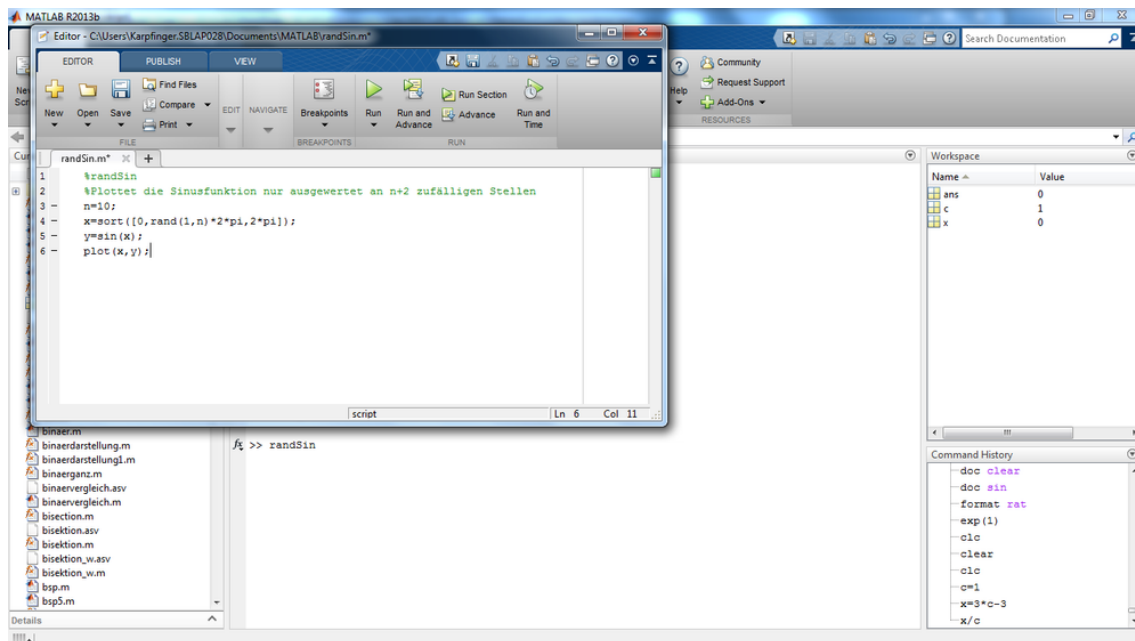 MATLAB R2013b
Editor - C:\Users\Karpfinger.SBLAP028\Documents\MATLAB\randSin.m*
EDITOR PUBLISH VIEW
Search Documentation
New Open Save
Find Files
Compare
Print
EDIT NAVIGATE
Breakpoints
Run
Run and Advance
Run Section
Advance
Run and Time
FILE BREAKPOINTS RUN
Help
Community
Request Support
Add-Ons
RESOURCES
randSin.m*
1 %randSin
2 %Plottet die Sinusfunktion nur ausgewertet an n+2 zufälligen Stellen
3 - n=10;
4 - x=sort([0,rand(1,n)*2*pi,2*pi]);
5 - y=sin(x);
6 - plot(x,y);
script Ln 6 Col 11
binaer.m
binaerdarstellung.m
binaerdarstellung1.m
binaerganz.m
binaervergleich.asv
binaervergleich.m
bisection.m
bisektion.asv
bisektion.m
bisektion_w.asv
bisektion_w.m
bsp.m
bsp5.m
Details
fx >> randSin
Workspace
Name Value
ans 0
c 1
x 0
Command History
doc clear
doc sin
format rat
exp(1)
clc
clear
clc
c=1
x=3*c-3
x/c